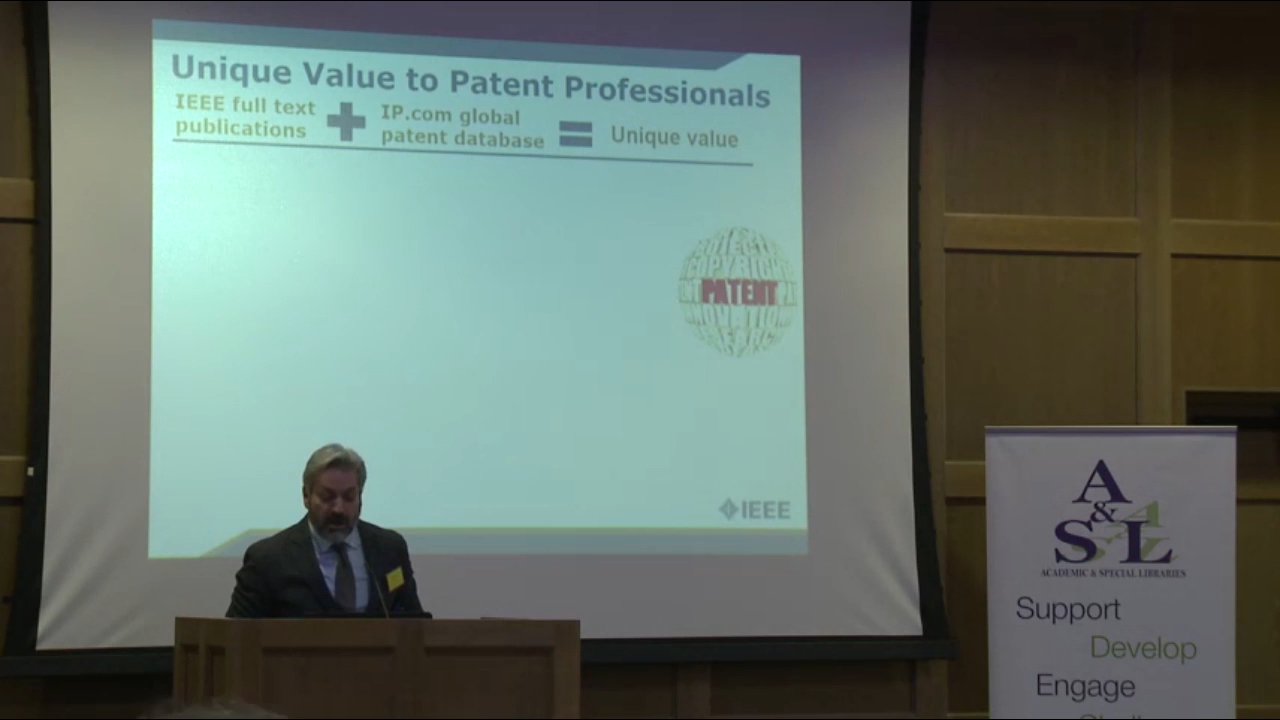 Unique Value to Patent Professionals
IEEE full text
publications
IP.com global
patent database
Unique value
COPYRIGHT
PATENT
IEEE
A
&
S L
ACADEMIC & SPECIAL LIBRARIES
Support
Develop
Engage